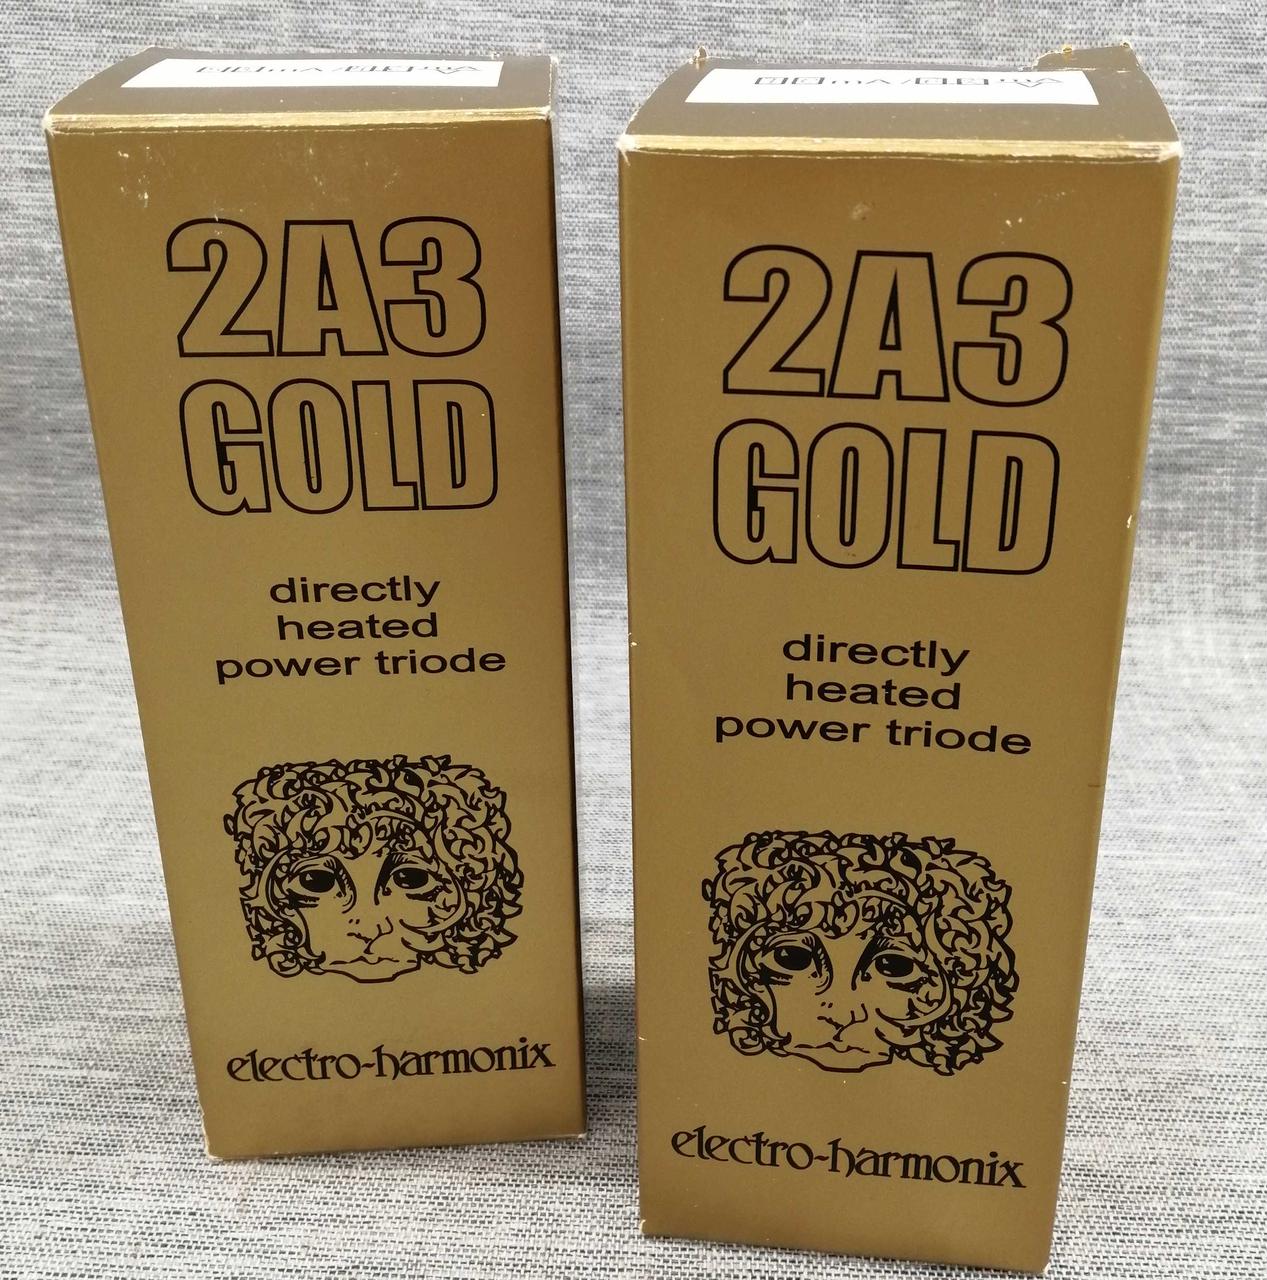 2A3
GOLD
directly
heated
power triode
electro-harmonix
2A3
GOLD
directly
heated
power triode
electro-harmonix